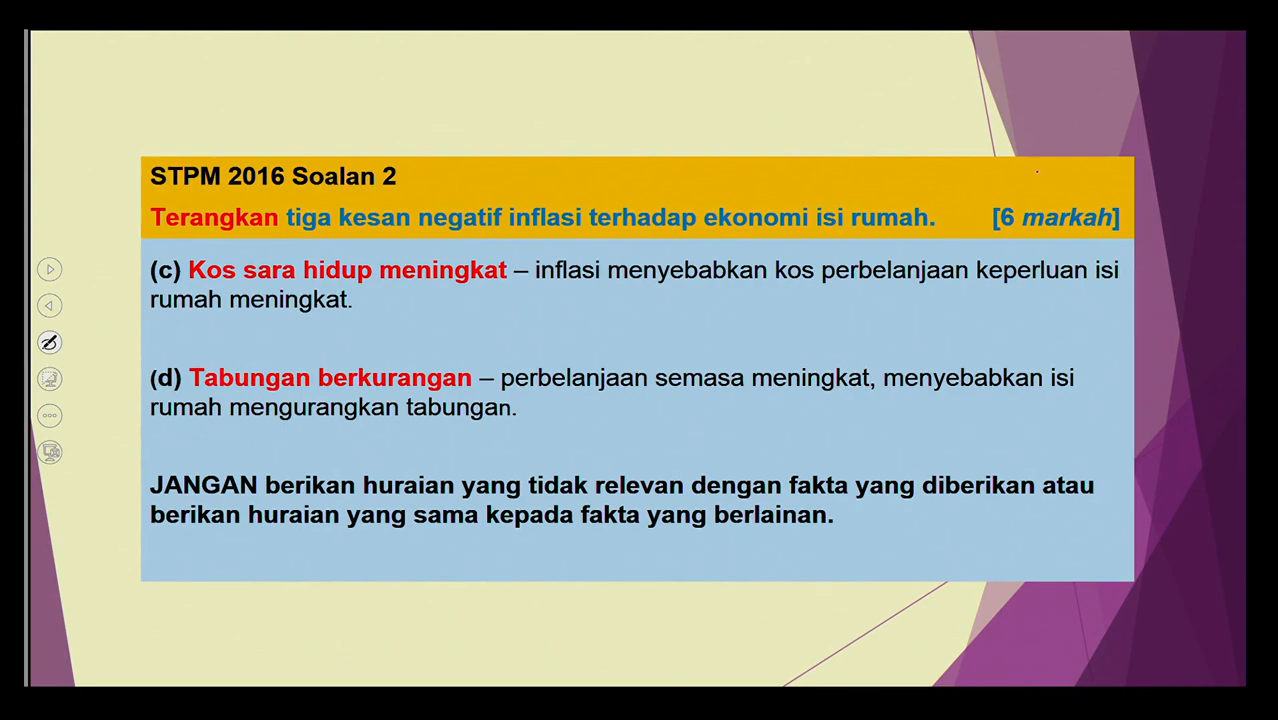 STPM 2016 Soalan 2
Terangkan tiga kesan negatif inflasi terhadap ekonomi isi rumah. [6 markah]
(c) Kos sara hidup meningkat – inflasi menyebabkan kos perbelanjaan keperluan isi
rumah meningkat.
(d) Tabungan berkurangan – perbelanjaan semasa meningkat, menyebabkan isi
rumah mengurangkan tabungan.
JANGAN berikan huraian yang tidak relevan dengan fakta yang diberikan atau
berikan huraian yang sama kepada fakta yang berlainan.